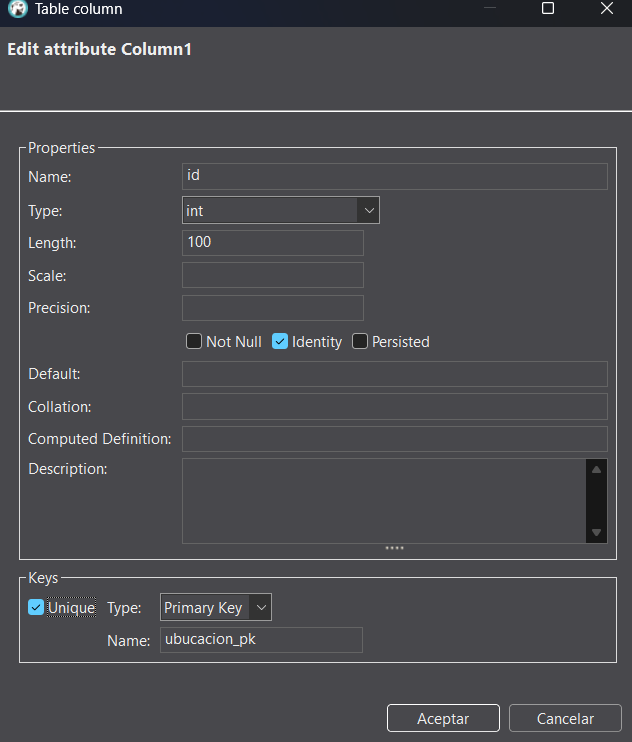 Table column
Edit attribute Column1
Properties
Name: id
Type: int
Length: 100
Scale:
Precision:
Not Null Identity Persisted
Default:
Collation:
Computed Definition:
Description:
Keys
Unique Type: Primary Key
Name: ubucacion_pk
Aceptar Cancelar